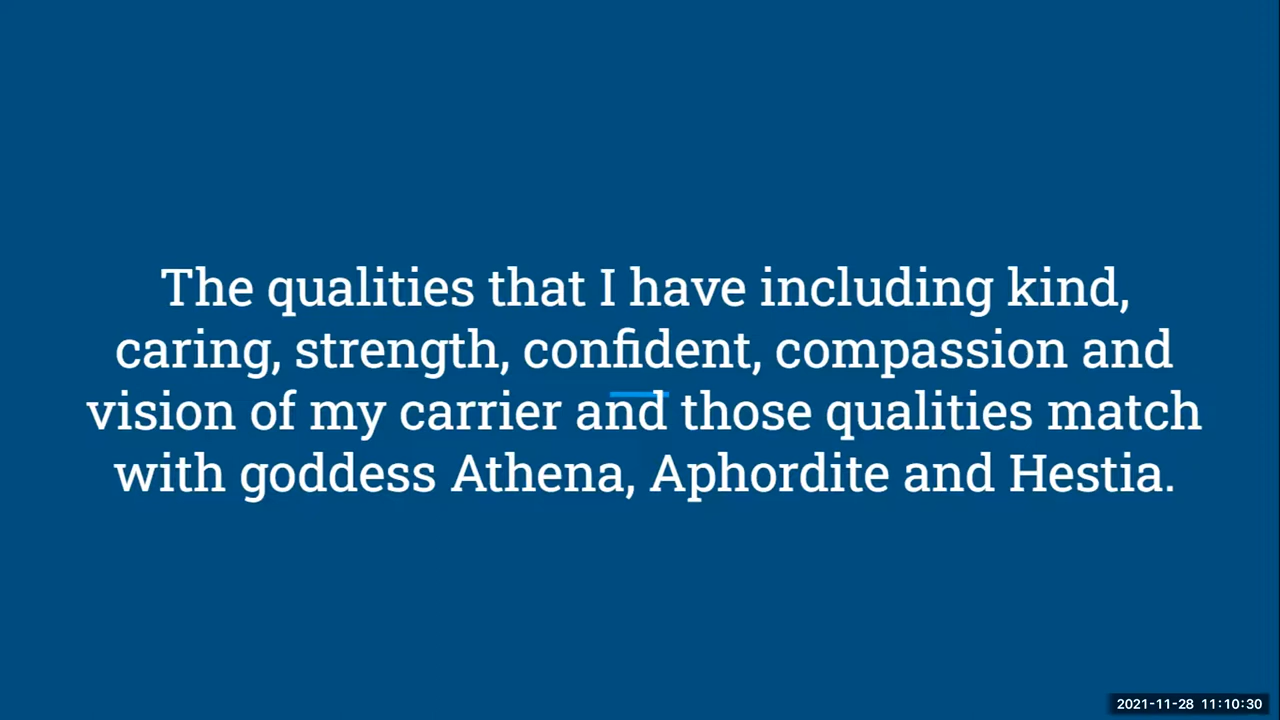 The qualities that I have including kind,
caring, strength, confident, compassion and
vision of my carrier and those qualities match
with goddess Athena, Aphordite and Hestia.
2021-11-28 11:10:30